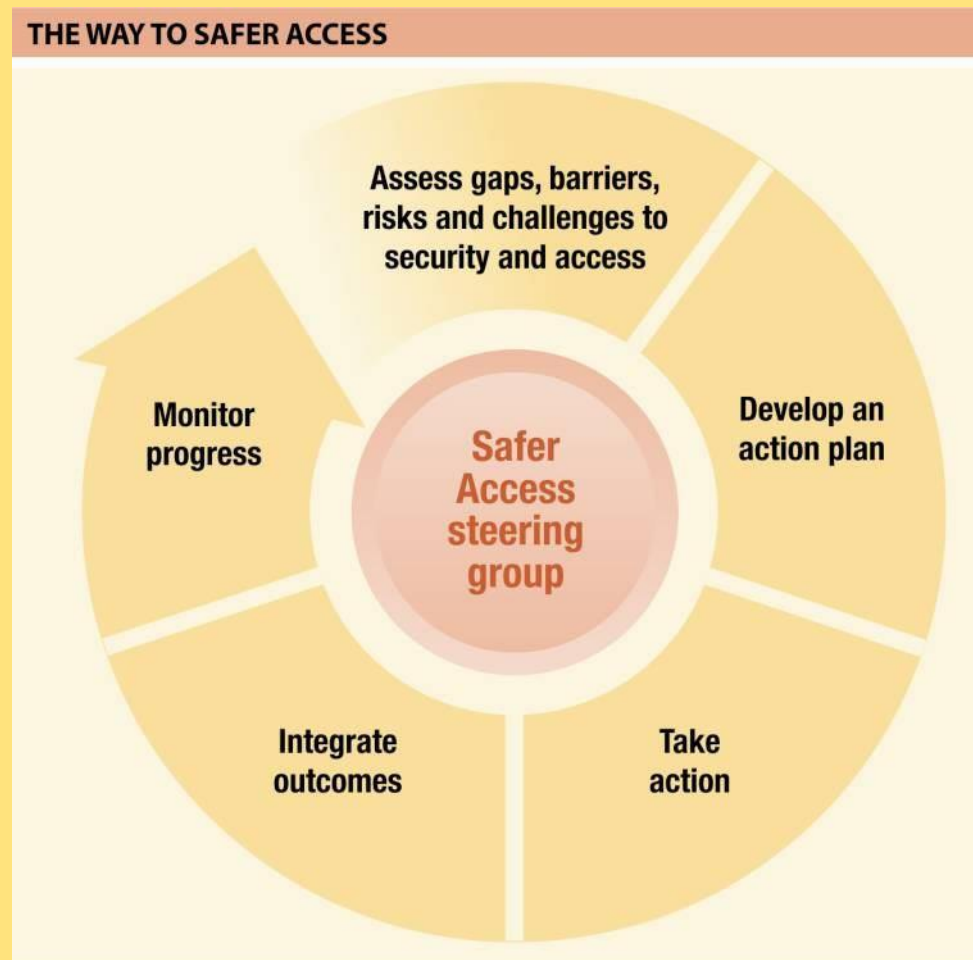 THE WAY TO SAFER ACCESS
Assess gaps, barriers,
risks and challenges to
security and access
Develop an
action plan
Take
action
Integrate
outcomes
Monitor
progress
Safer
Access
steering
group